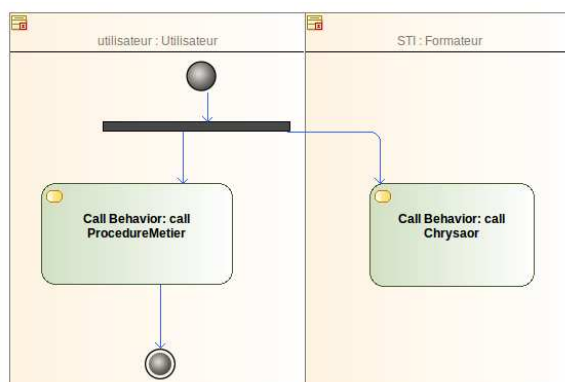 utilisateur : Utilisateur
STI : Formateur
Call Behavior: call
ProcedureMetier
Call Behavior: call
Chrysaor